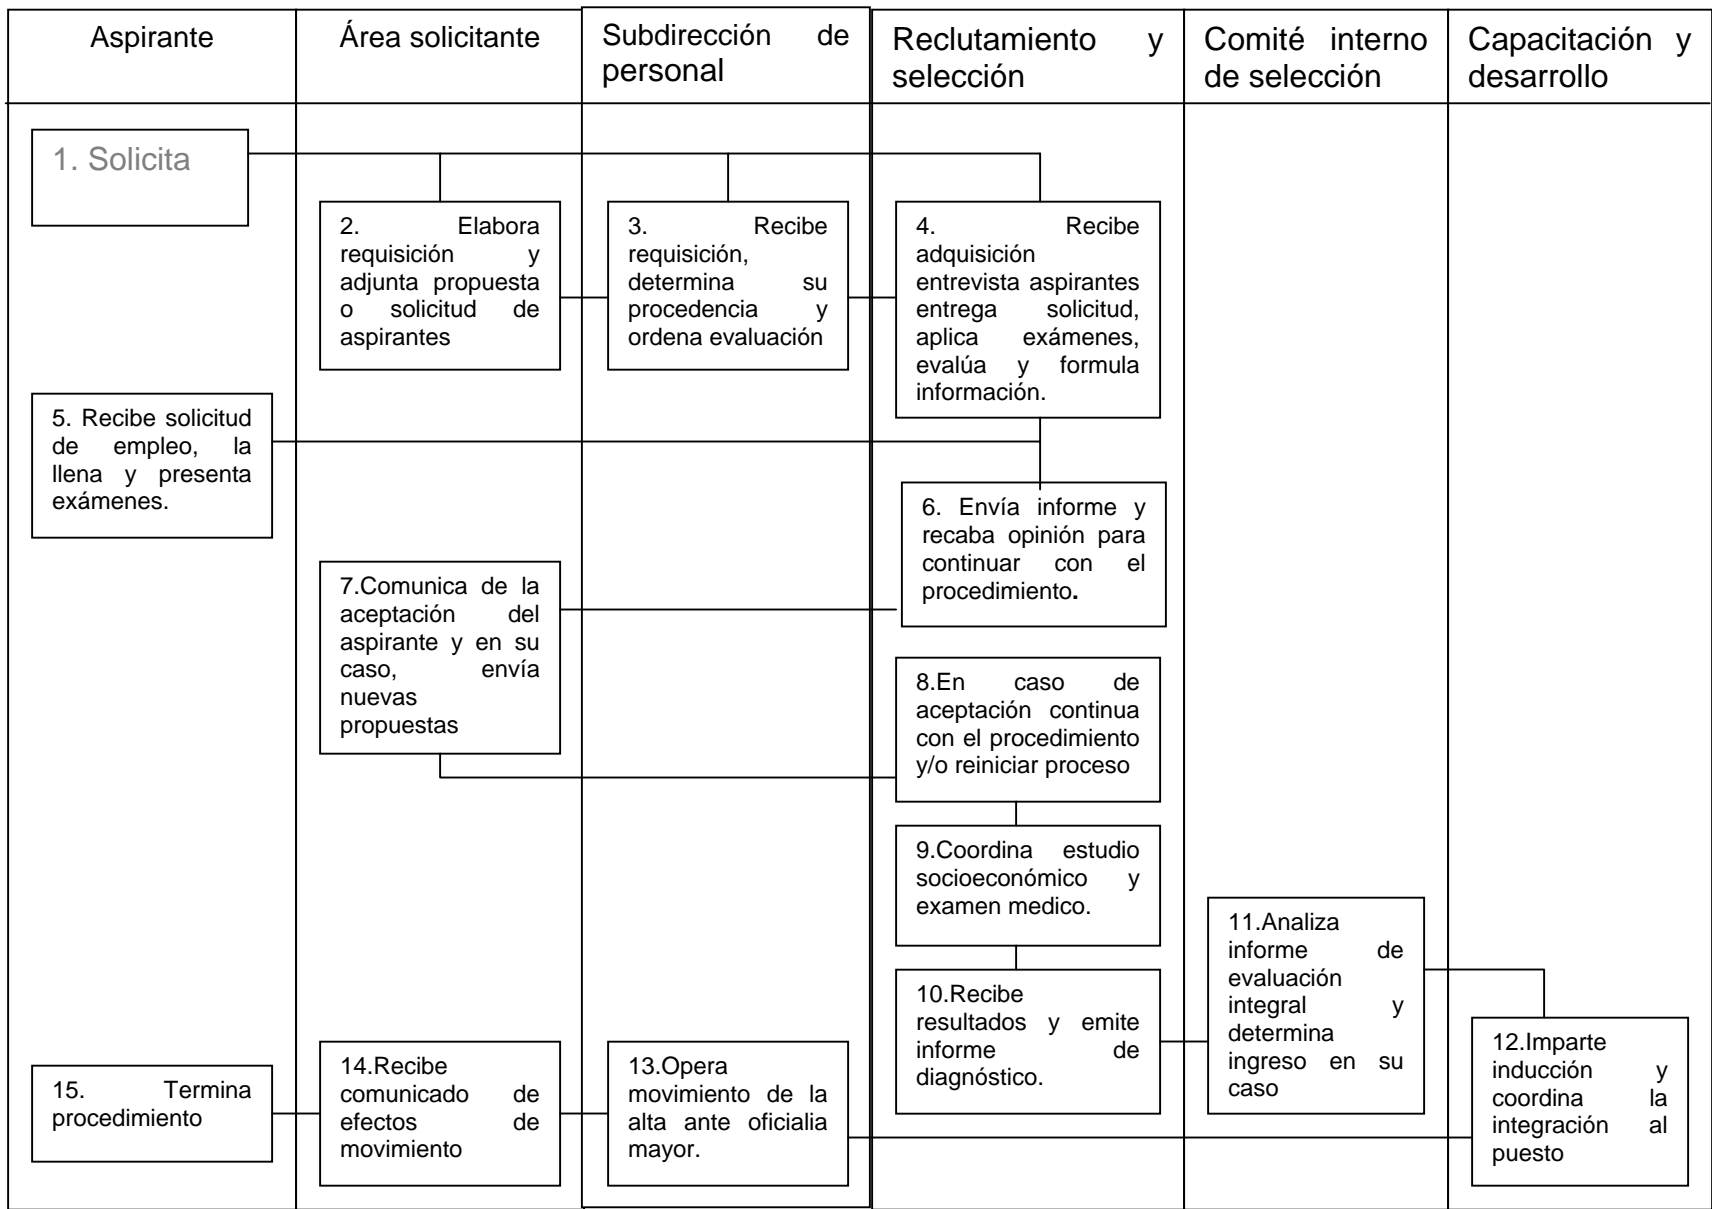 Aspirante
Área solicitante
Subdirección de
personal
Reclutamiento y
selección
Comité interno
de selección
Capacitación y
desarrollo
1. Solicita
2. Elabora
requisición y
adjunta propuesta
o solicitud de
aspirantes
3. Recibe
requisición,
determina su
procedencia y
ordena evaluación
4. Recibe
adquisición
entrevista aspirantes
entrega solicitud,
aplica exámenes,
evalúa y formula
información.
5. Recibe solicitud
de empleo, la
llena y presenta
exámenes.
6. Envía informe y
recaba opinión para
continuar con el
procedimiento.
7.Comunica de la
aceptación del
aspirante y en su
caso, envía
nuevas
propuestas
8.En caso de
aceptación continua
con el procedimiento
y/o reiniciar proceso
9.Coordina estudio
socioeconómico y
examen medico.
10.Recibe
resultados y emite
informe de
diagnóstico.
11.Analiza
informe de
evaluación
integral y
determina
ingreso en su
caso
12.Imparte
inducción y
coordina la
integración al
puesto
13.Opera
movimiento de la
alta ante oficialia
mayor.
14.Recibe
comunicado de
efectos de
movimiento
15. Termina
procedimiento